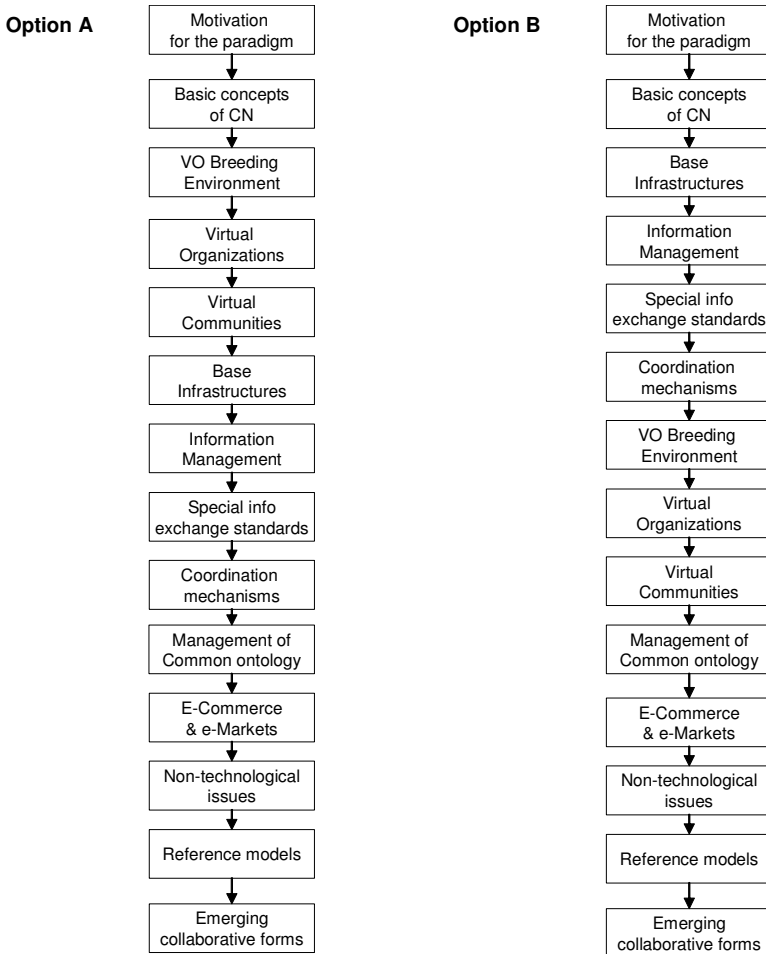 Option A
Motivation
for the paradigm
Basic concepts
of CN
VO Breeding
Environment
Virtual
Organizations
Virtual
Communities
Base
Infrastructures
Information
Management
Special info
exchange standards
Coordination
mechanisms
Management of
Common ontology
E-Commerce
& e-Markets
Non-technological
issues
Reference models
Emerging
collaborative forms
Option B
Motivation
for the paradigm
Basic concepts
of CN
Base
Infrastructures
Information
Management
Special info
exchange standards
Coordination
mechanisms
VO Breeding
Environment
Virtual
Organizations
Virtual
Communities
Management of
Common ontology
E-Commerce
& e-Markets
Non-technological
issues
Reference models
Emerging
collaborative forms